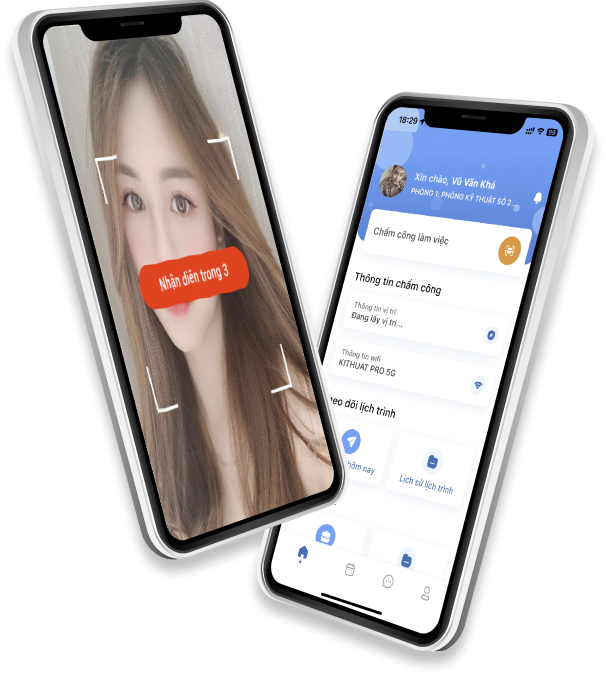 Nhận diện trong 3
18:29
99
Xin chào, Vũ Văn Khá
PHÒNG 1: PHÒNG KỸ THUẬT SỐ 2 ...
Chấm công làm việc
Thông tin chấm công
Thông tin vị trí
Đang lấy vị trí...
Thông tin wifi
KITHUAT PRO 5G
eo dõi lịch trình
hôm nay
Lịch sử lịch trình